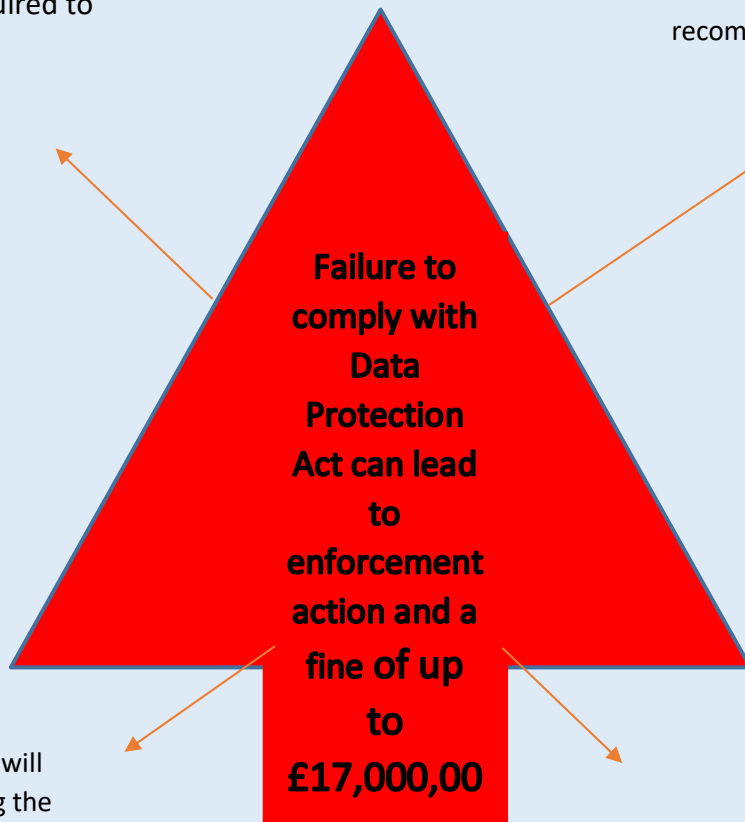 uired to
recom
Failure to
comply with
Data
Protection
Act can lead
to
enforcement
action and a
fine of up
to
£17,000,00
will
g the